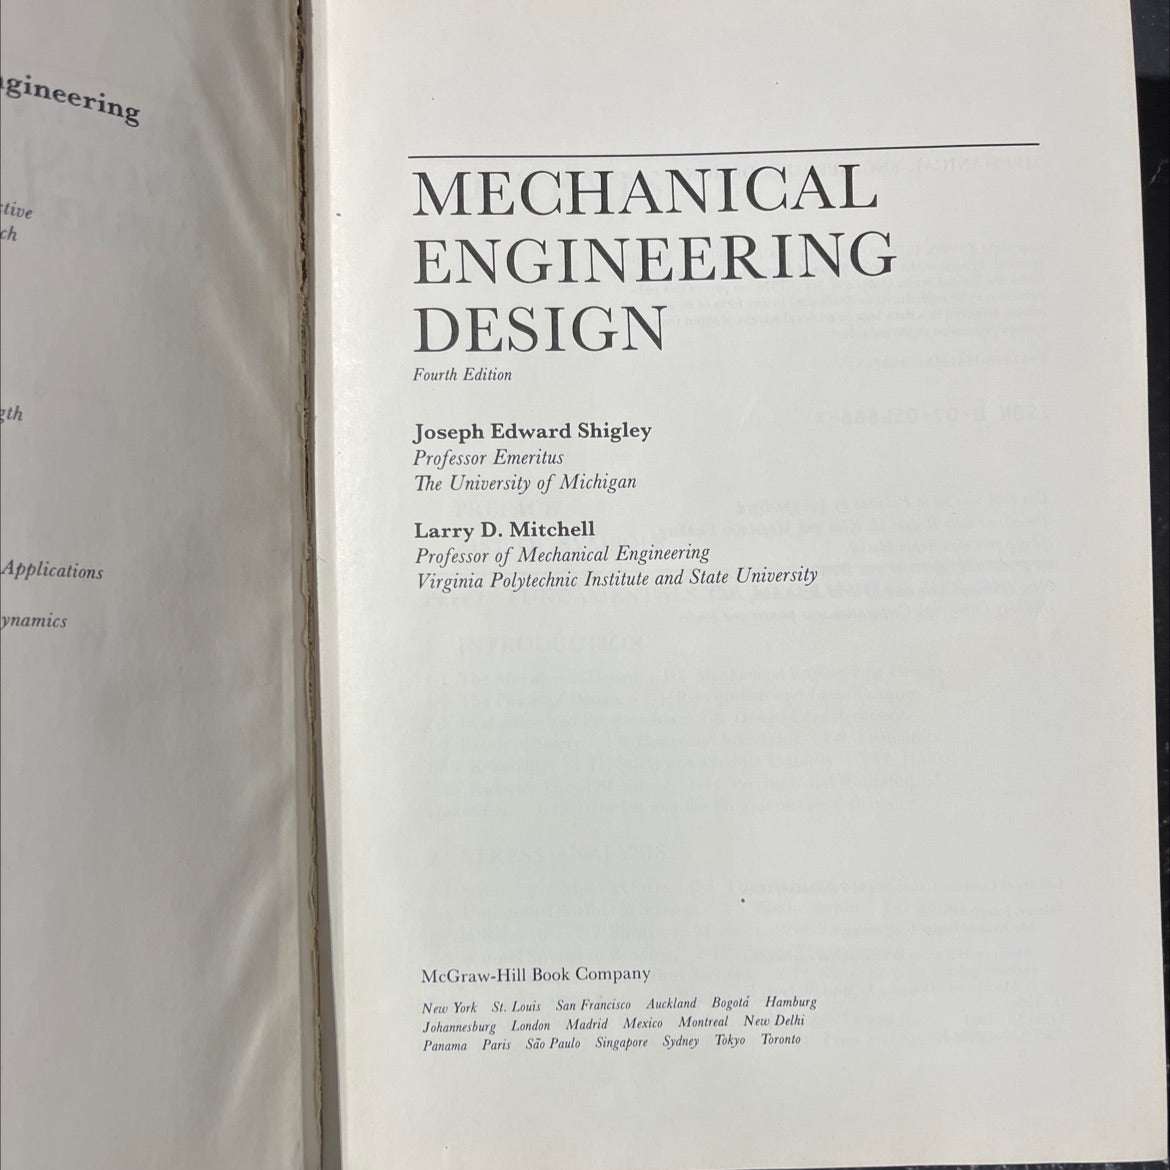 ngineering
ctive
ch
gth
Applications
ynamics
MECHANICAL
ENGINEERING
DESIGN
Fourth Edition
Joseph Edward Shigley
Professor Emeritus
The University of Michigan
Larry D. Mitchell
Professor of Mechanical Engineering
Virginia Polytechnic Institute and State University
McGraw-Hill Book Company
New York St. Louis San Francisco Auckland Bogotá Hamburg
Johannesburg London Madrid Mexico Montreal New Delhi
Panama Paris São Paulo Singapore Sydney Tokyo Toronto